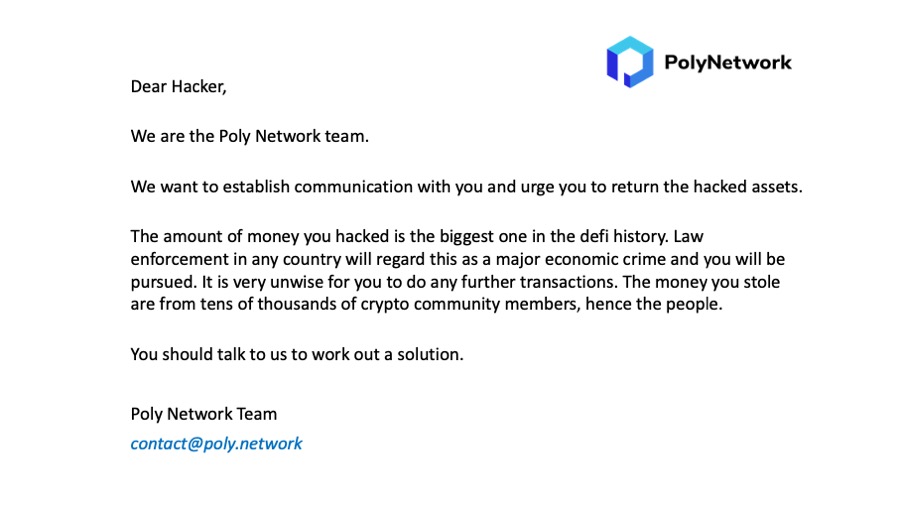 PolyNetwork
Dear Hacker,
We are the Poly Network team.
We want to establish communication with you and urge you to return the hacked assets.
The amount of money you hacked is the biggest one in the defi history. Law
enforcement in any country will regard this as a major economic crime and you will be
pursued. It is very unwise for you to do any further transactions. The money you stole
are from tens of thousands of crypto community members, hence the people.
You should talk to us to work out a solution.
Poly Network Team
contact@poly.network